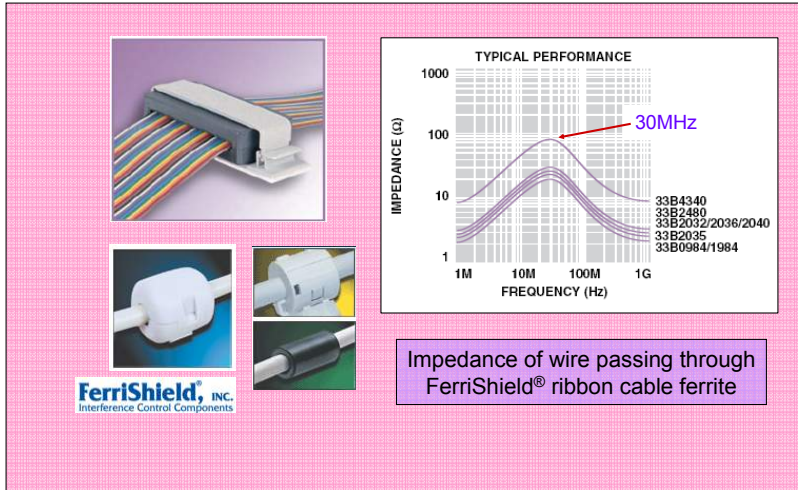 TYPICAL PERFORMANCE
1000
100
10
1
IMPEDANCE (Ω)
30MHz
33B4340
33B2480
33B2032/2036/2040
33B2035
33B0984/1984
1M 10M 100M 1G
FREQUENCY (Hz)
FerriShield®, INC.
Interference Control Components
Impedance of wire passing through
FerriShield® ribbon cable ferrite